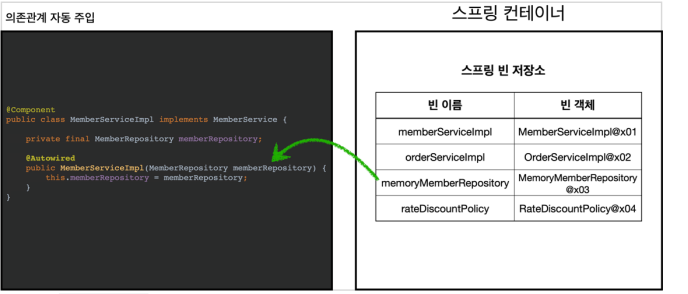 의존관계 자동 주입
스프링 컨테이너
@Component
public class MemberServiceImpl implements MemberService {
private final MemberRepository memberRepository;
@Autowired
public MemberServiceImpl(MemberRepository memberRepository) {
this.memberRepository = memberRepository;
}
}
스프링 빈 저장소
빈 이름 빈 객체
memberServiceImpl MemberServiceImpl@x01
orderServiceImpl OrderServiceImpl@x02
memoryMemberRepository MemoryMemberRepository
@x03
rateDiscountPolicy RateDiscountPolicy@x04